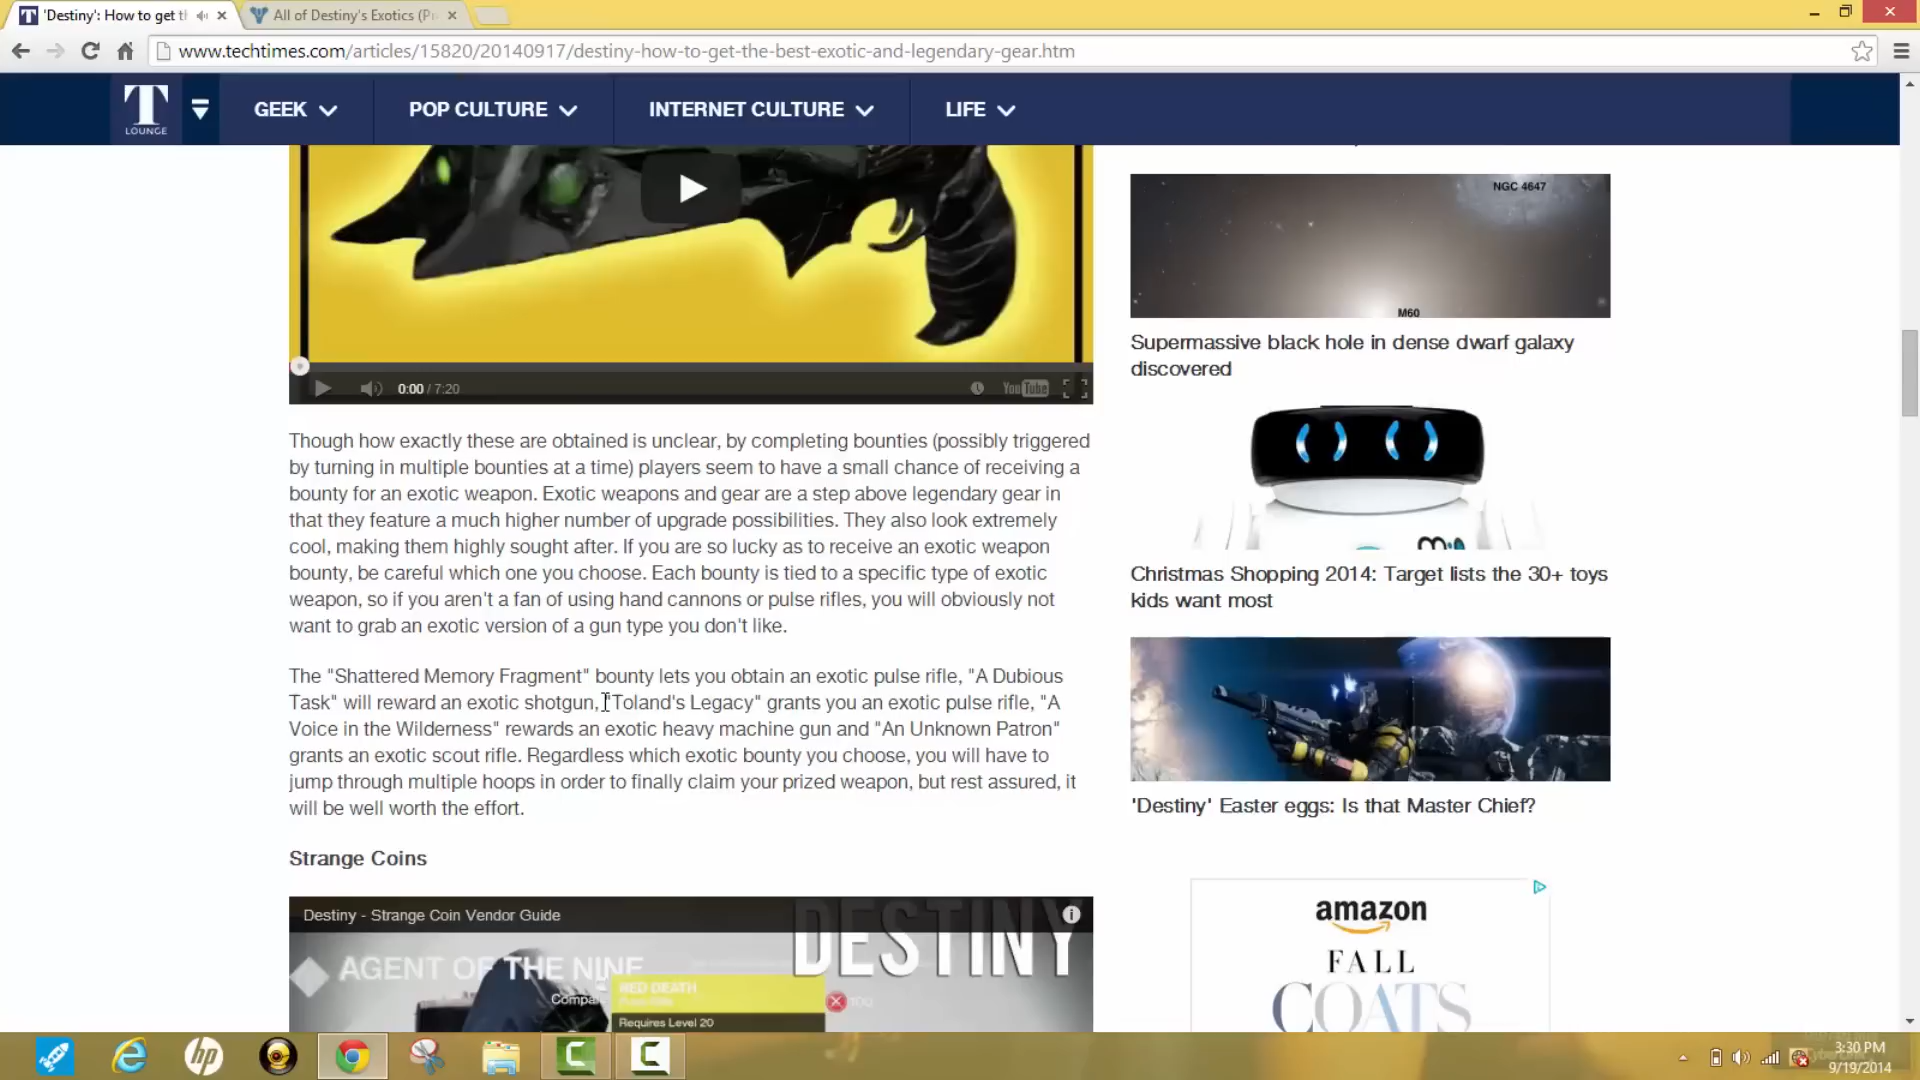 'Destiny': How to get th
All of Destiny's Exotics (P
www.techtimes.com/articles/15820/20140917/destiny-how-to-get-the-best-exotic-and-legendary-gear.htm
T
LOUNGE
GEEK
POP CULTURE
INTERNET CULTURE
LIFE
NGC 4647
M60
Supermassive black hole in dense dwarf galaxy
discovered
0:00 / 7:20
YouTube
Though how exactly these are obtained is unclear, by completing bounties (possibly triggered
by turning in multiple bounties at a time) players seem to have a small chance of receiving a
bounty for an exotic weapon. Exotic weapons and gear are a step above legendary gear in
that they feature a much higher number of upgrade possibilities. They also look extremely
cool, making them highly sought after. If you are so lucky as to receive an exotic weapon
bounty, be careful which one you choose. Each bounty is tied to a specific type of exotic
weapon, so if you aren't a fan of using hand cannons or pulse rifles, you will obviously not
want to grab an exotic version of a gun type you don't like.
Christmas Shopping 2014: Target lists the 30+ toys
kids want most
The "Shattered Memory Fragment" bounty lets you obtain an exotic pulse rifle, "A Dubious
Task" will reward an exotic shotgun, "Toland's Legacy" grants you an exotic pulse rifle, "A
Voice in the Wilderness" rewards an exotic heavy machine gun and "An Unknown Patron"
grants an exotic scout rifle. Regardless which exotic bounty you choose, you will have to
jump through multiple hoops in order to finally claim your prized weapon, but rest assured, it
will be well worth the effort.
'Destiny' Easter eggs: Is that Master Chief?
Strange Coins
Destiny - Strange Coin Vendor Guide
DESTINY
AGENT OF THE NINE
RED DEATH
Requires Level 20
amazon
FALL
COATS
hp
3:30 PM
9/19/2014